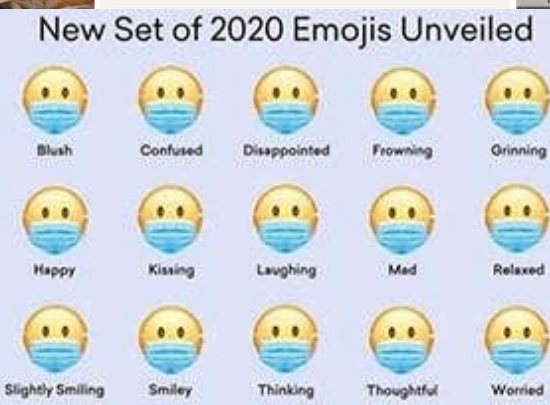 New Set of 2020 Emojis Unveiled
Blush Confused Disappointed Frowning Grinning
Happy Kissing Laughing Mad Relaxed
Slightly Smiling Smiley Thinking Thoughtful Worried